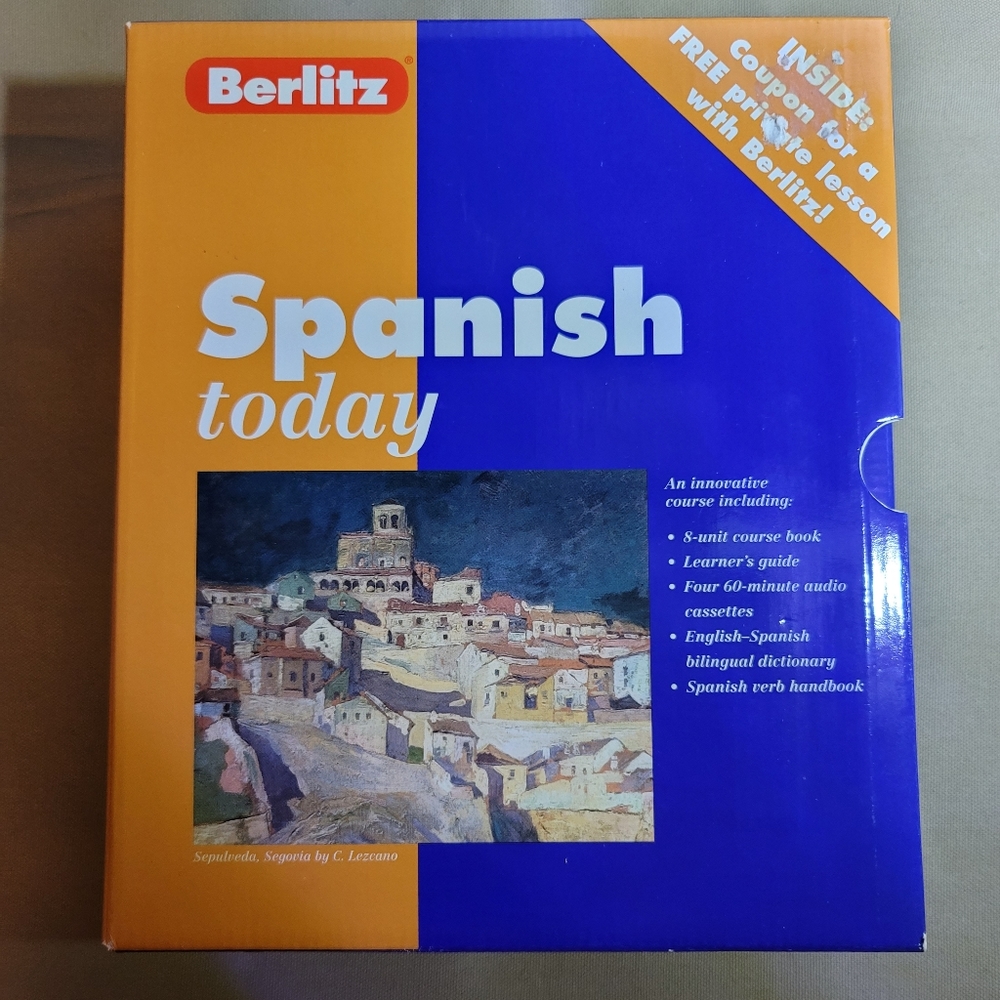 Berlitz®
INSIDE:
Coupon for a
FREE private lesson
with Berlitz!
Spanish
today
An innovative
course including:
• 8-unit course book
• Learner's guide
• Four 60-minute audio
cassettes
• English–Spanish
bilingual dictionary
• Spanish verb handbook
Sepulveda, Segovia by C. Lezcano